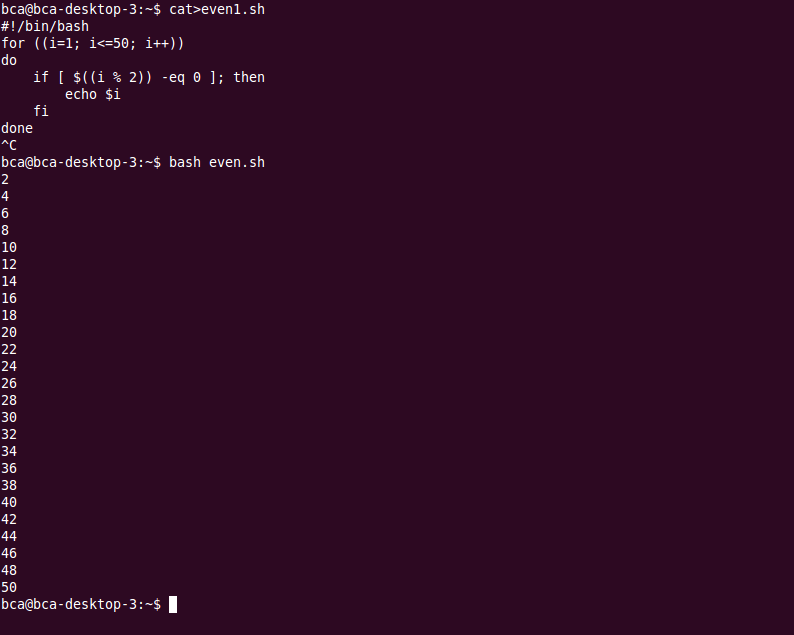 bca@bca-desktop-3:~$ cat>even1.sh
#!/bin/bash
for ((i=1; i<=50; i++))
do
    if [ $((i % 2)) -eq 0 ]; then
        echo $i
    fi
done
^C
bca@bca-desktop-3:~$ bash even.sh
2
4
6
8
10
12
14
16
18
20
22
24
26
28
30
32
34
36
38
40
42
44
46
48
50
bca@bca-desktop-3:~$